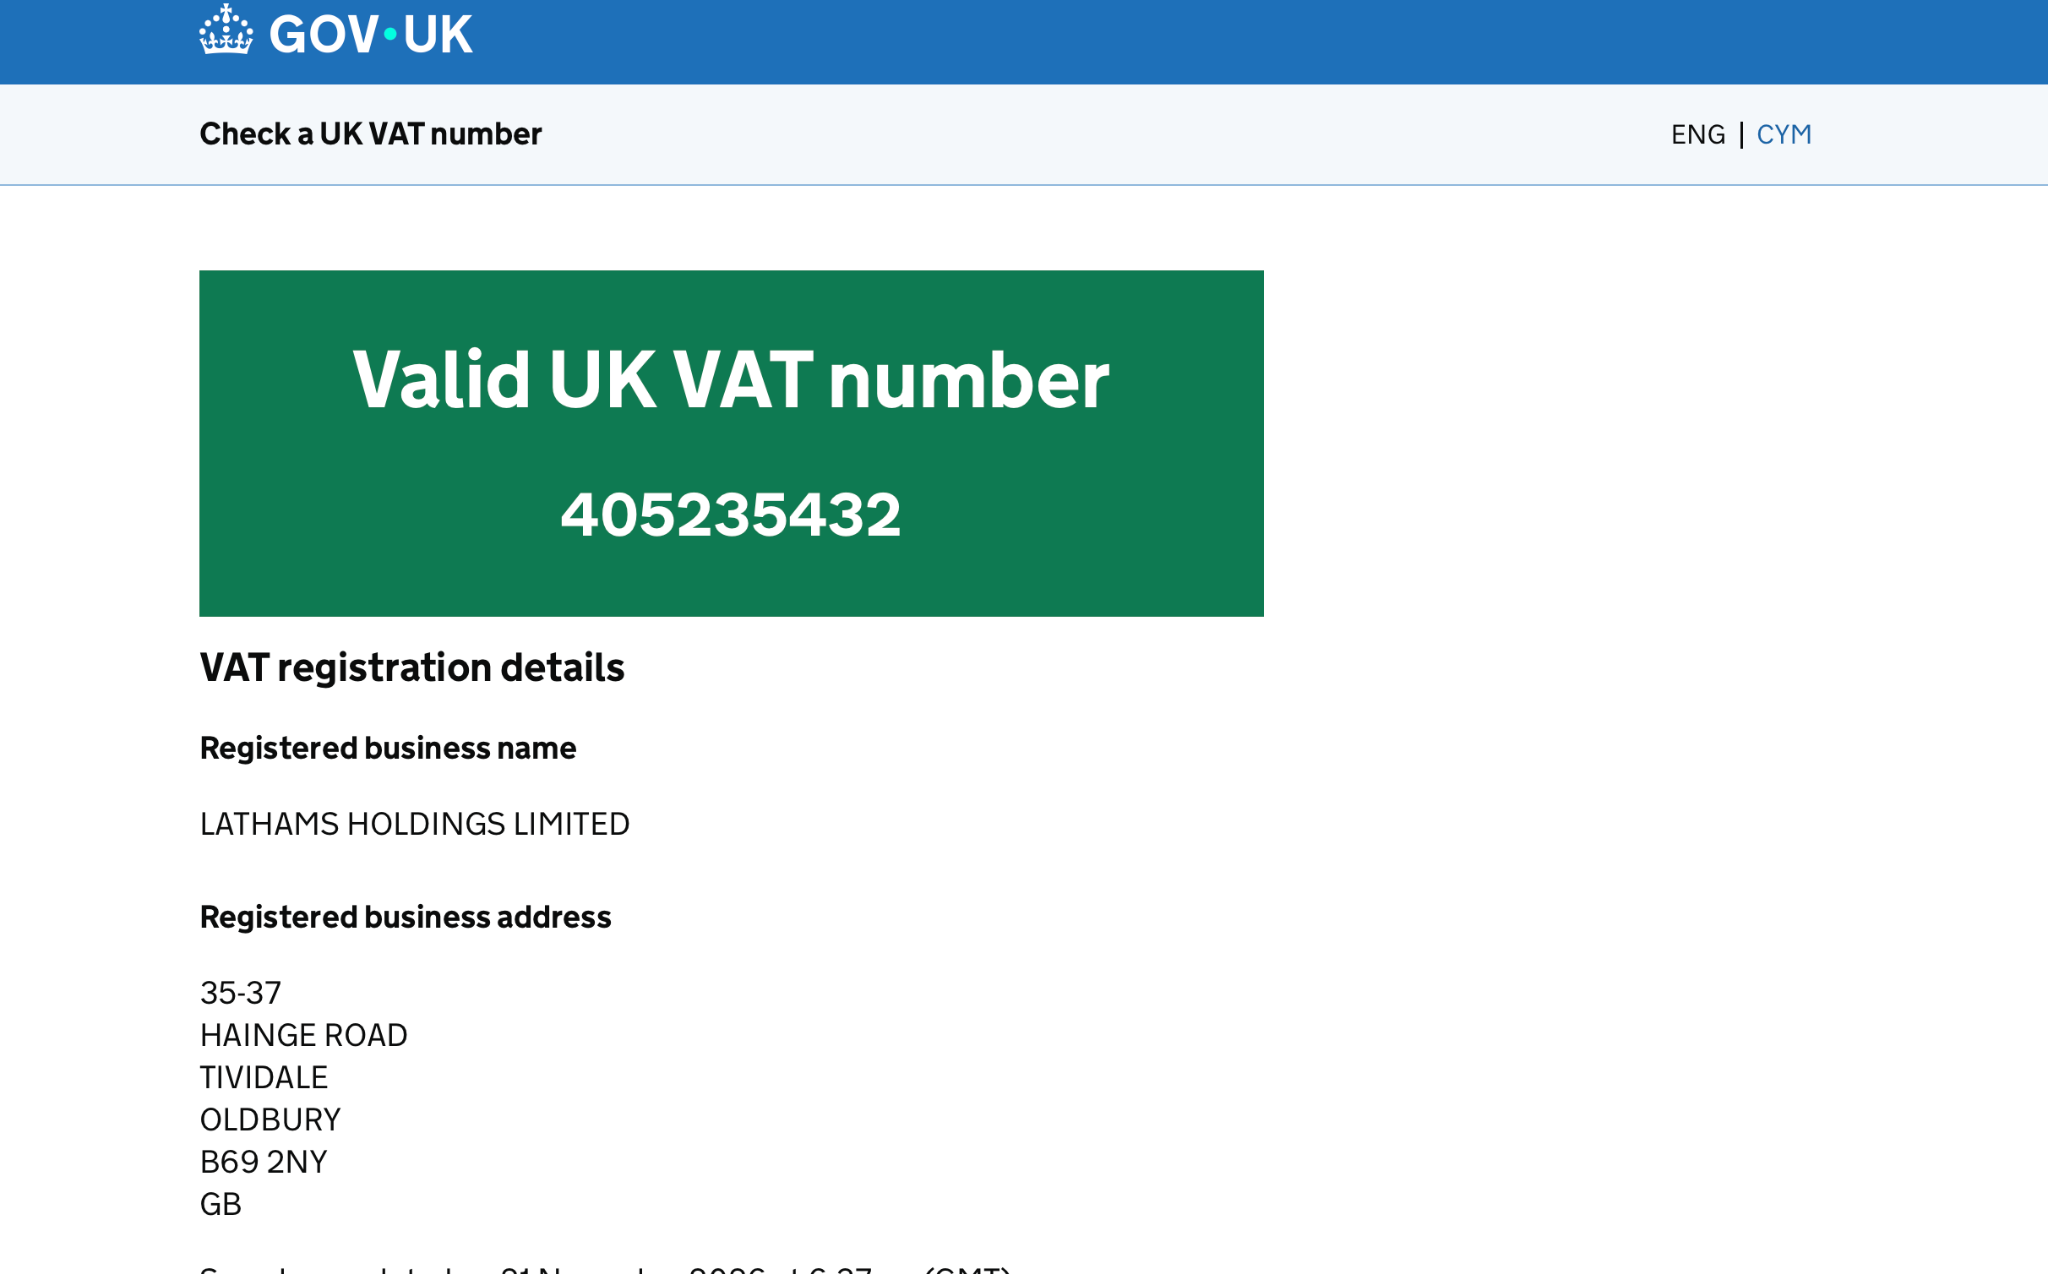 GOV·UK
Check a UK VAT number
ENG | CYM
Valid UK VAT number
405235432
VAT registration details
Registered business name
LATHAMS HOLDINGS LIMITED
Registered business address
35-37
HAINGE ROAD
TIVIDALE
OLDBURY
B69 2NY
GB